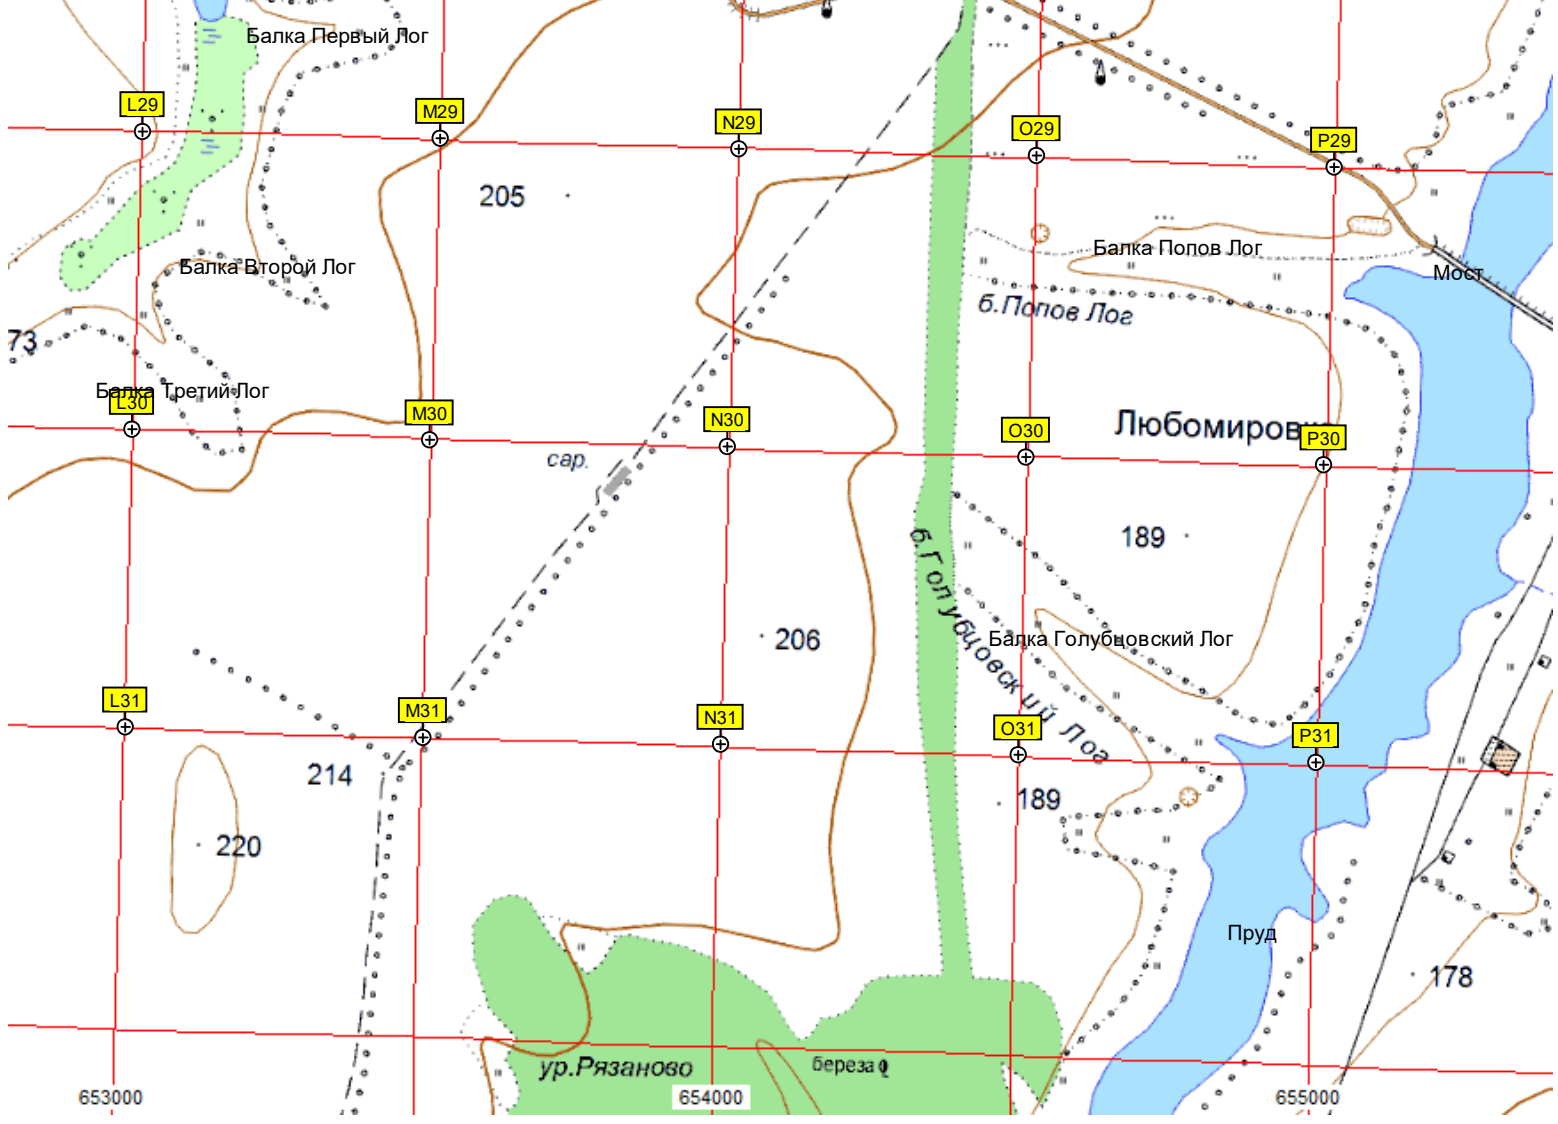 Балка Первый Лог
L29
M29
N29
O29
P29
205
Балка Попов Лог
Балка Второй Лог
Мост
б.Попов Лог
73
Балка Третий Лог
L30
M30
N30
O30
Любомировка
P30
сар.
189
б.Голубцовский Лог
206
Балка Голубцовский Лог
L31
M31
N31
O31
P31
214
189
220
Пруд
178
ур.Рязаново
береза
653000
654000
655000